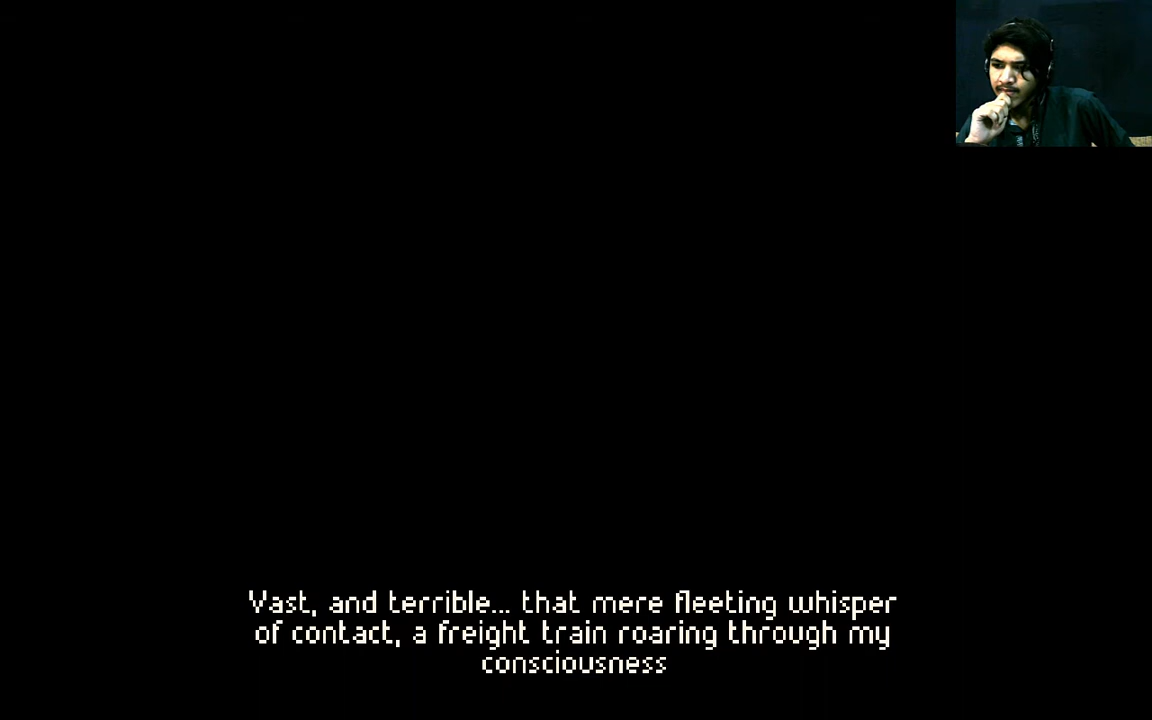 Vast, and terrible... that mere fleeting whisper
of contact, a freight train roaring through my
consciousness